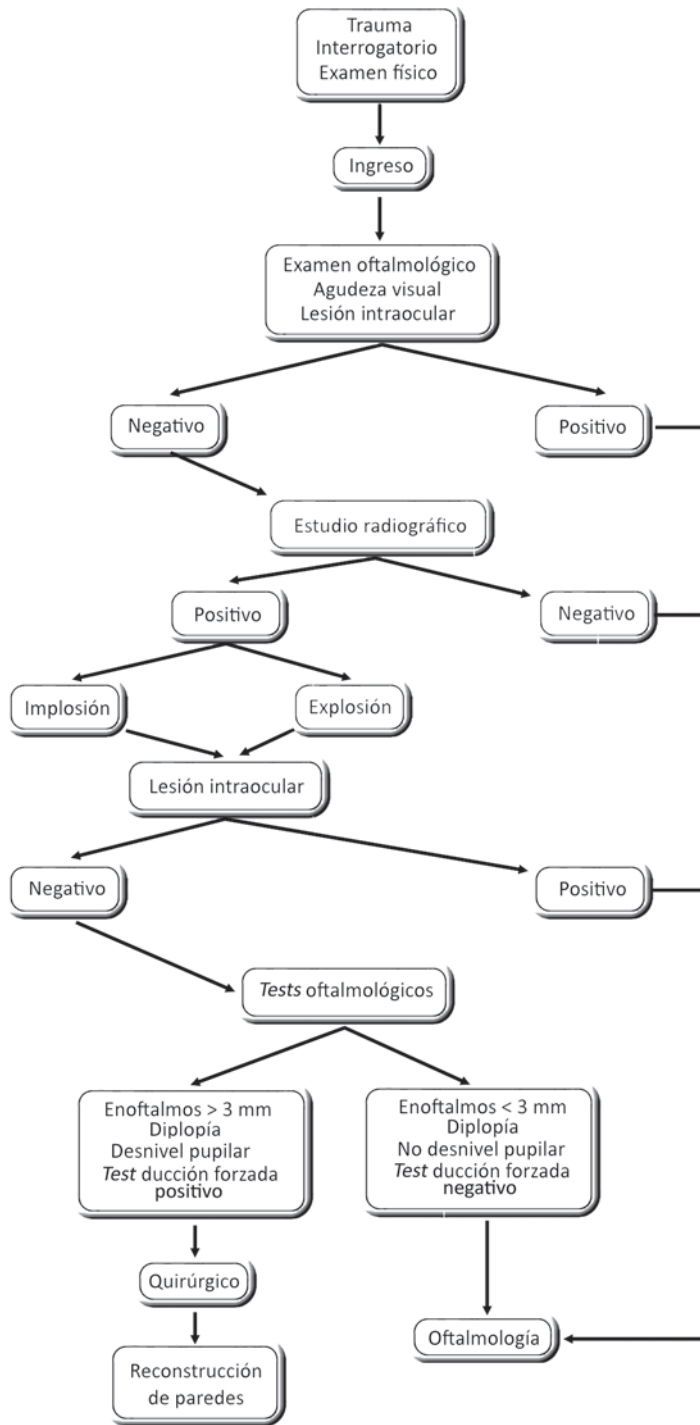 Trauma
Interrogatorio
Examen físico
Ingreso
Examen oftalmológico
Agudeza visual
Lesión intraocular
Negativo
Positivo
Estudio radiográfico
Positivo
Negativo
Implosión
Explosión
Lesión intraocular
Negativo
Positivo
Tests oftalmológicos
Enoftalmos > 3 mm
Diplopía
Desnivel pupilar
Test ducción forzada
positivo
Enoftalmos < 3 mm
Diplopía
No desnivel pupilar
Test ducción forzada
negativo
Quirúrgico
Oftalmología
Reconstrucción
de paredes